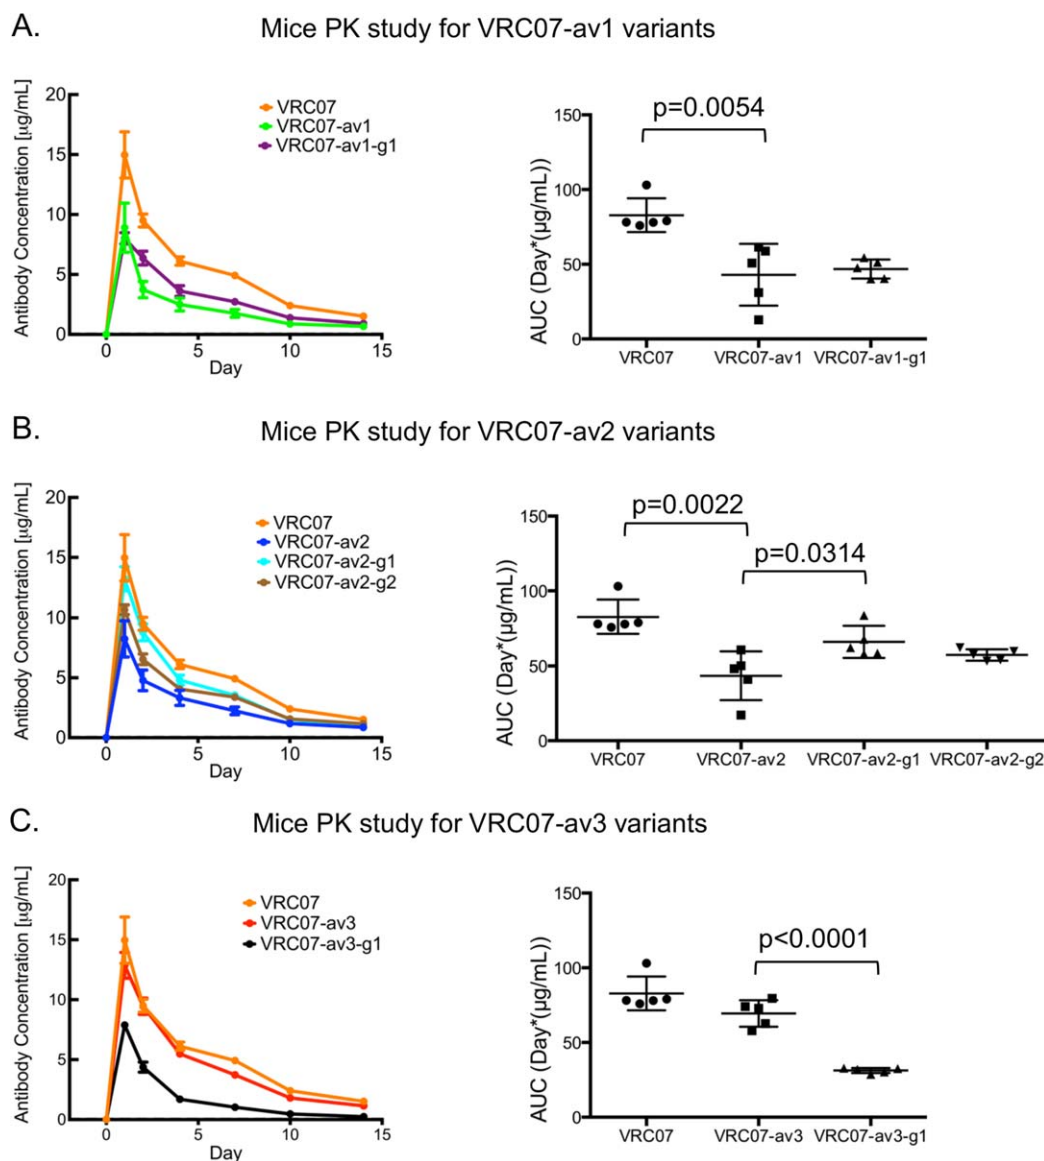 A.
Mice PK study for VRC07-av1 variants
Antibody Concentration [µg/mL]
20
15
10
5
0
0 5 10 15
Day
VRC07
VRC07-av1
VRC07-av1-g1
AUC (Day*(µg/mL))
150
100
50
0
p=0.0054
VRC07 VRC07-av1 VRC07-av1-g1
B.
Mice PK study for VRC07-av2 variants
Antibody Concentration [µg/mL]
20
15
10
5
0
0 5 10 15
Day
VRC07
VRC07-av2
VRC07-av2-g1
VRC07-av2-g2
AUC (Day*(µg/mL))
150
100
50
0
p=0.0022
p=0.0314
VRC07 VRC07-av2 VRC07-av2-g1 VRC07-av2-g2
C.
Mice PK study for VRC07-av3 variants
Antibody Concentration [µg/mL]
20
15
10
5
0
0 5 10 15
Day
VRC07
VRC07-av3
VRC07-av3-g1
AUC (Day*(µg/mL))
150
100
50
0
p<0.0001
VRC07 VRC07-av3 VRC07-av3-g1